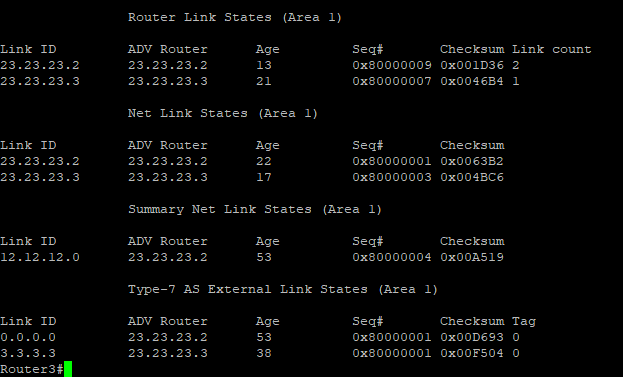 Router Link States (Area 1)
Link ID ADV Router Age Seq# Checksum Link count
23.23.23.2 23.23.23.2 13 0x80000009 0x001D36 2
23.23.23.3 23.23.23.3 21 0x80000007 0x0046B4 1
Net Link States (Area 1)
Link ID ADV Router Age Seq# Checksum
23.23.23.2 23.23.23.2 22 0x80000001 0x0063B2
23.23.23.3 23.23.23.3 17 0x80000003 0x004BC6
Summary Net Link States (Area 1)
Link ID ADV Router Age Seq# Checksum
12.12.12.0 23.23.23.2 53 0x80000004 0x00A519
Type-7 AS External Link States (Area 1)
Link ID ADV Router Age Seq# Checksum Tag
0.0.0.0 23.23.23.2 53 0x80000001 0x00D693 0
3.3.3.3 23.23.23.3 38 0x80000001 0x00F504 0
Router3#